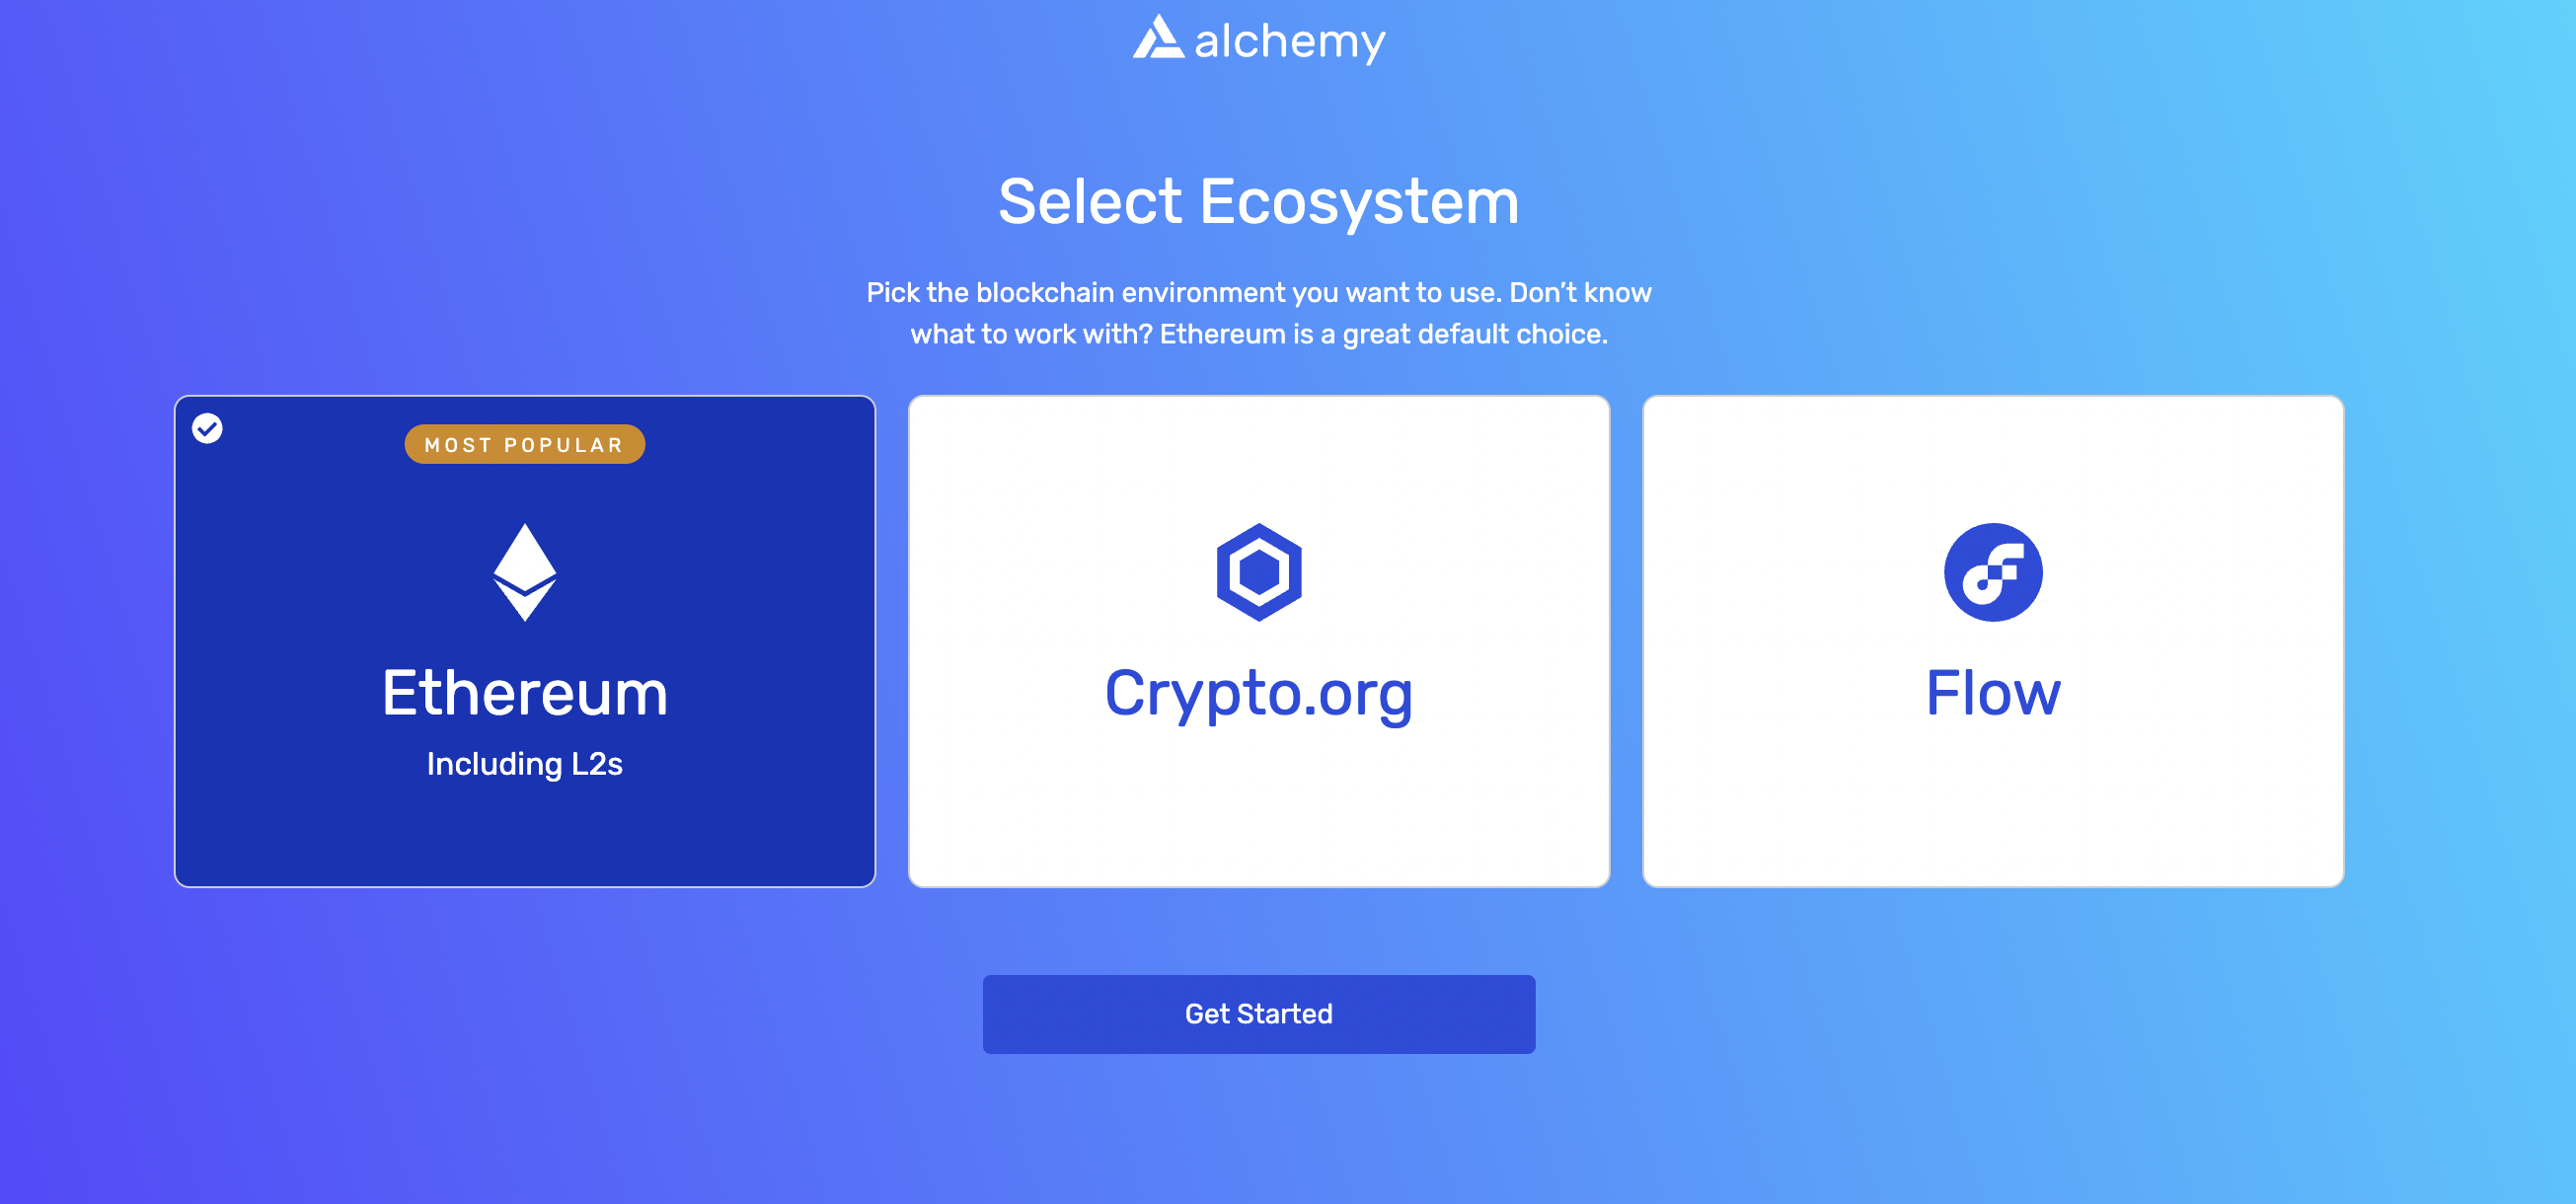 alchemy
Select Ecosystem
Pick the blockchain environment you want to use. Don’t know
what to work with? Ethereum is a great default choice.
MOST POPULAR
Ethereum
Including L2s
Crypto.org
Flow
Get Started